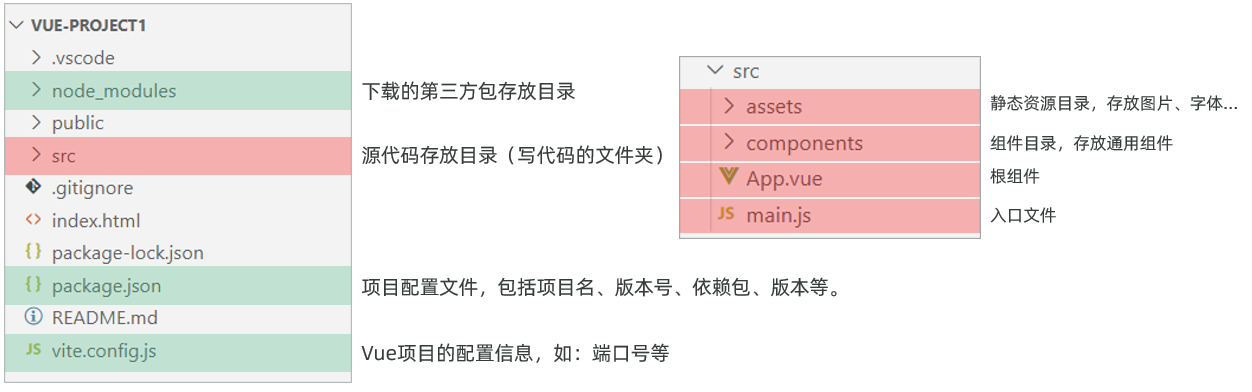 VUE-PROJECT1
.vscode
node_modules
下载的第三方包存放目录
public
src
源代码存放目录（写代码的文件夹）
.gitignore
index.html
package-lock.json
package.json
项目配置文件，包括项目名、版本号、依赖包、版本等。
README.md
JS vite.config.js
Vue项目的配置信息，如：端口号等
src
assets
静态资源目录，存放图片、字体...
components
组件目录，存放通用组件
App.vue
根组件
JS main.js
入口文件